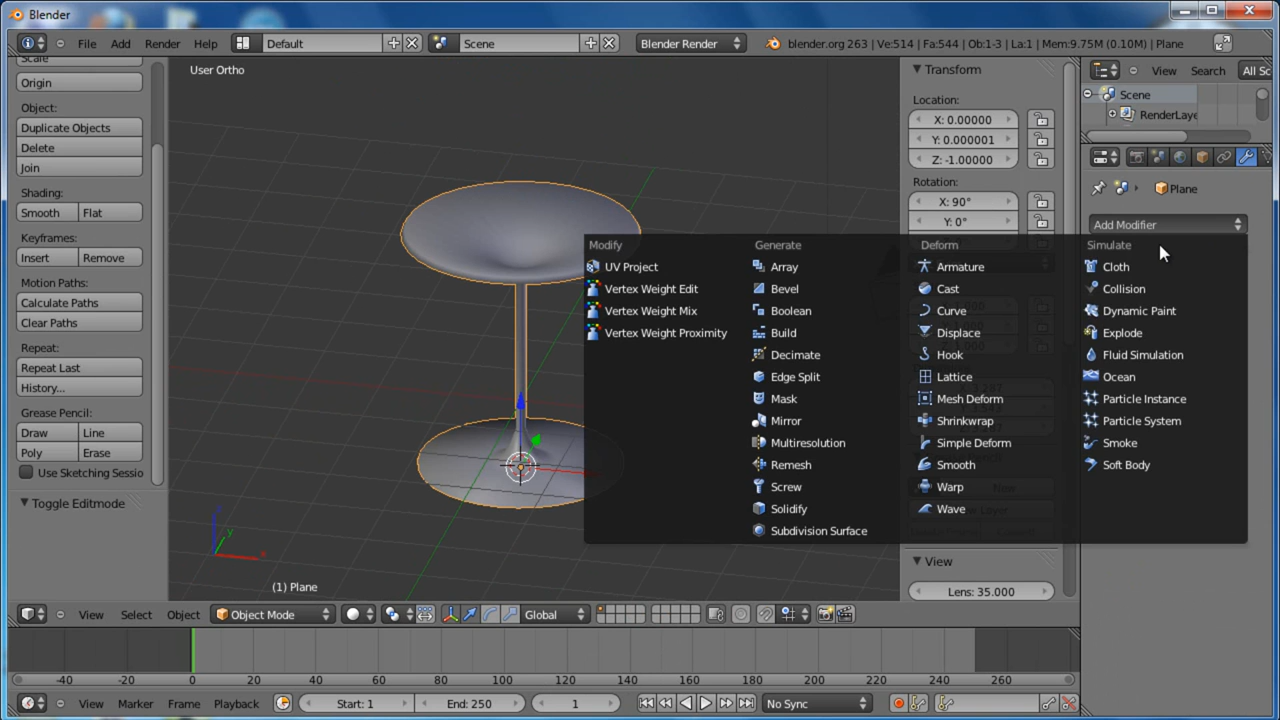 Blender
File Add Render Help Default Scene Blender Render blender.org 263 | Ve:514 | Fa:544 | Ob:1-3 | La:1 | Mem:9.75M (0.10M) | Plane
Scale
Origin
Object:
Duplicate Objects
Delete
Join
Shading:
Smooth Flat
Keyframes:
Insert Remove
Motion Paths:
Calculate Paths
Clear Paths
Repeat:
Repeat Last
History...
Grease Pencil:
Draw Line
Poly Erase
Use Sketching Sessio
Toggle Editmode
User Ortho
(1) Plane
Modify
UV Project
Vertex Weight Edit
Vertex Weight Mix
Vertex Weight Proximity
Generate
Array
Bevel
Boolean
Build
Decimate
Edge Split
Mask
Mirror
Multiresolution
Remesh
Screw
Solidify
Subdivision Surface
Deform
Armature
Cast
Curve
Displace
Hook
Lattice
Mesh Deform
Shrinkwrap
Simple Deform
Smooth
Warp
Wave
Simulate
Cloth
Collision
Dynamic Paint
Explode
Fluid Simulation
Ocean
Particle Instance
Particle System
Smoke
Soft Body
Transform
Location:
X: 0.00000
Y: 0.000001
Z: -1.00000
Rotation:
X: 90°
Y: 0°
View
Lens: 35.000
View Search All Sc
Scene
RenderLaye
Plane
Add Modifier
z
y
View Select Object Object Mode Global
-40 -20 0 20 40 60 80 100 120 140 160 180 200 220 240 260
View Marker Frame Playback Start: 1 End: 250 1 No Sync